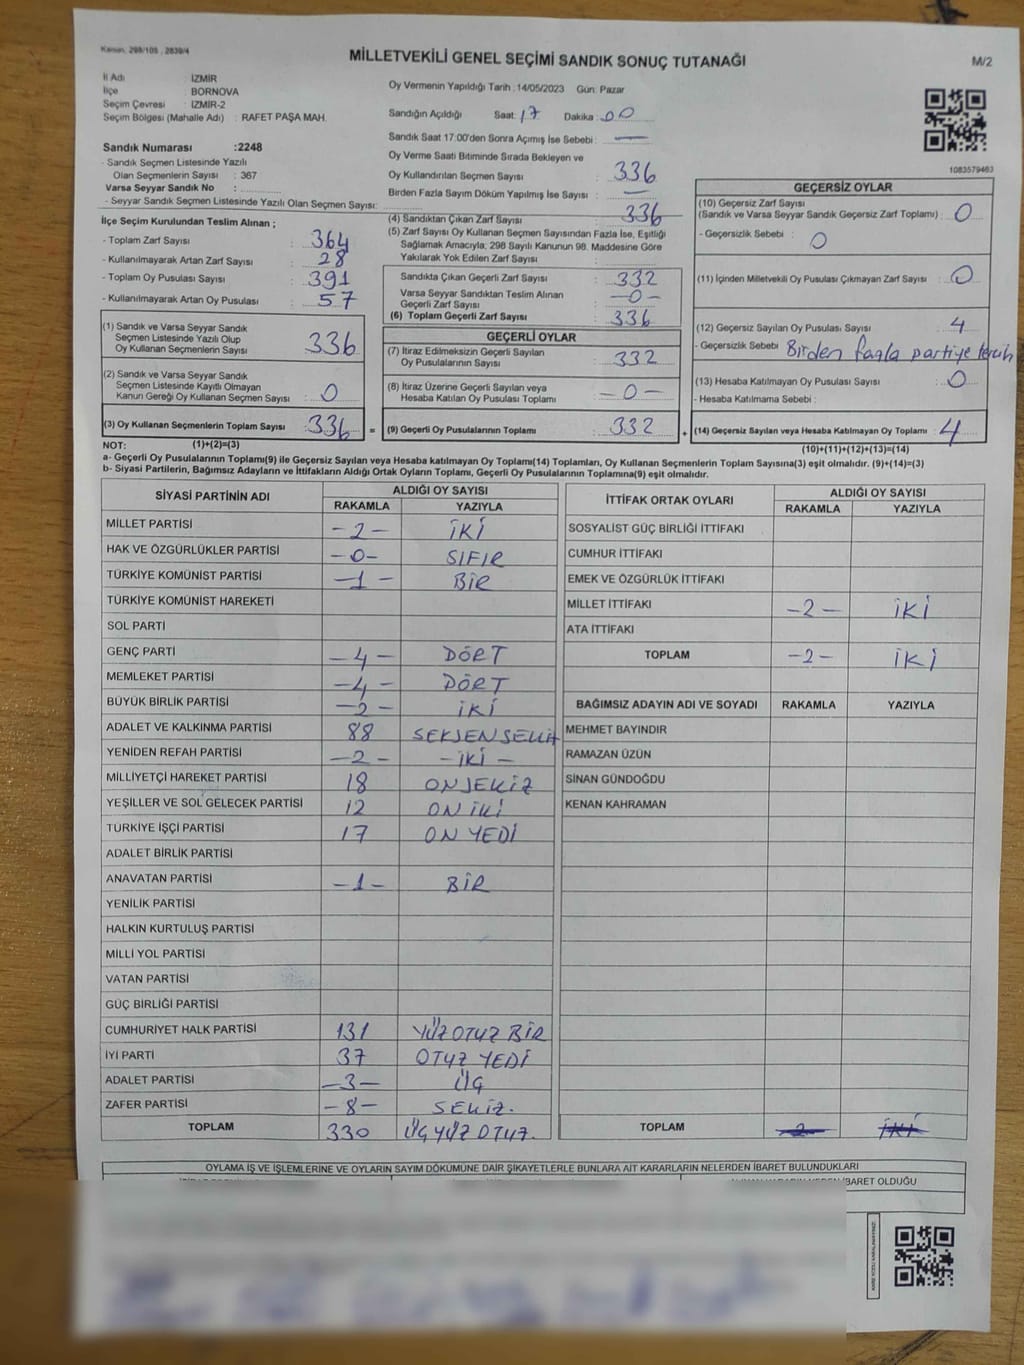 Kanun, 298/105 , 2839/4
MİLLETVEKİLİ GENEL SEÇİMİ SANDIK SONUÇ TUTANAĞI
M/2
İl Adı : İZMİR
İlçe : BORNOVA
Seçim Çevresi : İZMİR-2
Seçim Bölgesi (Mahalle Adı) : RAFET PAŞA MAH.
Sandık Numarası :2248
- Sandık Seçmen Listesinde Yazılı
Olan Seçmenlerin Sayısı : 367
Varsa Seyyar Sandık No :
- Seyyar Sandık Seçmen Listesinde Yazılı Olan Seçmen Sayısı:
Oy Vermenin Yapıldığı Tarih : 14/05/2023 Gün: Pazar
Sandığın Açıldığı Saat: 17 Dakika : 00
Sandık Saat 17:00'den Sonra Açımış İse Sebebi : —
Oy Verme Saati Bitiminde Sırada Bekleyen ve
Oy Kullandırılan Seçmen Sayısı : 336
Birden Fazla Sayım Döküm Yapılmış İse Sayısı : —
1083579463
İlçe Seçim Kurulundan Teslim Alınan ;
- Toplam Zarf Sayısı : 364
- Kullanılmayarak Artan Zarf Sayısı : 28
- Toplam Oy Pusulası Sayısı : 391
- Kullanılmayarak Artan Oy Pusulası : 57
(1) Sandık ve Varsa Seyyar Sandık
Seçmen Listesinde Yazılı Olup
Oy Kullanan Seçmenlerin Sayısı : 336
(2) Sandık ve Varsa Seyyar Sandık
Seçmen Listesinde Kayıtlı Olmayan
Kanun Gereği Oy Kullanan Seçmen Sayısı : 0
(3) Oy Kullanan Seçmenlerin Toplam Sayısı : 336 =
(4) Sandıktan Çıkan Zarf Sayısı : 336
(5) Zarf Sayısı Oy Kullanan Seçmen Sayısından Fazla İse, Eşitliği
Sağlamak Amacıyla; 298 Sayılı Kanunun 98. Maddesine Göre
Yakılarak Yok Edilen Zarf Sayısı :
Sandıkta Çıkan Geçerli Zarf Sayısı : 332
Varsa Seyyar Sandıktan Teslim Alınan
Geçerli Zarf Sayısı : -0-
(6) Toplam Geçerli Zarf Sayısı : 336
GEÇERLİ OYLAR
(7) İtiraz Edilmeksizin Geçerli Sayılan
Oy Pusulalarının Sayısı : 332
(8) İtiraz Üzerine Geçerli Sayılan veya
Hesaba Katılan Oy Pusulası Toplamı : -0-
(9) Geçerli Oy Pusulalarının Toplamı : 332 +
GEÇERSİZ OYLAR
(10) Geçersiz Zarf Sayısı
(Sandık ve Varsa Seyyar Sandık Geçersiz Zarf Toplamı) : 0
- Geçersizlik Sebebi : 0
(11) İçinden Milletvekili Oy Pusulası Çıkmayan Zarf Sayısı : 0
(12) Geçersiz Sayılan Oy Pusulası Sayısı : 4
- Geçersizlik Sebebi : Birden fazla partiye tercih
(13) Hesaba Katılmayan Oy Pusulası Sayısı : 0
- Hesaba Katılmama Sebebi :
(14) Geçersiz Sayılan veya Hesaba Katılmayan Oy Toplamı : 4
NOT: (1)+(2)=(3)
(10)+(11)+(12)+(13)=(14)
a- Geçerli Oy Pusulalarının Toplamı(9) ile Geçersiz Sayılan veya Hesaba Katılmayan Oy Toplamı(14) Toplamları, Oy Kullanan Seçmenlerin Toplam Sayısına(3) eşit olmalıdır. (9)+(14)=(3)
b- Siyasi Partilerin, Bağımsız Adayların ve İttifakların Aldığı Ortak Oyların Toplamı, Geçerli Oy Pusulalarının Toplamına(9) eşit olmalıdır.
SİYASİ PARTİNİN ADI
ALDIĞI OY SAYISI
RAKAMLA YAZIYLA
MİLLET PARTİSİ -2- İKİ
HAK VE ÖZGÜRLÜKLER PARTİSİ -0- SIFIR
TÜRKİYE KOMÜNİST PARTİSİ -1- BİR
TÜRKİYE KOMÜNİST HAREKETİ
SOL PARTİ
GENÇ PARTİ -4- DÖRT
MEMLEKET PARTİSİ -4- DÖRT
BÜYÜK BİRLİK PARTİSİ -2- İKİ
ADALET VE KALKINMA PARTİSİ 88 SEKSENSEKİZ
YENİDEN REFAH PARTİSİ -2- -İKİ-
MİLLİYETÇİ HAREKET PARTİSİ 18 ONSEKİZ
YEŞİLLER VE SOL GELECEK PARTİSİ 12 ON İKİ
TÜRKİYE İŞÇİ PARTİSİ 17 ON YEDİ
ADALET BİRLİK PARTİSİ
ANAVATAN PARTİSİ -1- BİR
YENİLİK PARTİSİ
HALKIN KURTULUŞ PARTİSİ
MİLLİ YOL PARTİSİ
VATAN PARTİSİ
GÜÇ BİRLİĞİ PARTİSİ
CUMHURİYET HALK PARTİSİ 131 YÜZ OTUZ BİR
İYİ PARTİ 37 OTUZ YEDİ
ADALET PARTİSİ -3- ÜÇ
ZAFER PARTİSİ -8- SEKİZ.
TOPLAM 330 ÜÇ YÜZ OTUZ.
İTTİFAK ORTAK OYLARI
ALDIĞI OY SAYISI
RAKAMLA YAZIYLA
SOSYALİST GÜÇ BİRLİĞİ İTTİFAKI
CUMHUR İTTİFAKI
EMEK VE ÖZGÜRLÜK İTTİFAKI
MİLLET İTTİFAKI -2- İKİ
ATA İTTİFAKI
TOPLAM -2- İKİ
BAĞIMSIZ ADAYIN ADI VE SOYADI RAKAMLA YAZIYLA
MEHMET BAYINDIR
RAMAZAN ÜZÜN
SİNAN GÜNDOĞDU
KENAN KAHRAMAN
TOPLAM -2- İKİ
OYLAMA İŞ VE İŞLEMLERİNE VE OYLARIN SAYIM DÖKÜMÜNE DAİR ŞİKAYETLERLE BUNLARA AİT KARARLARIN NELERDEN İBARET BULUNDUKLARI
İBARET OLDUĞU